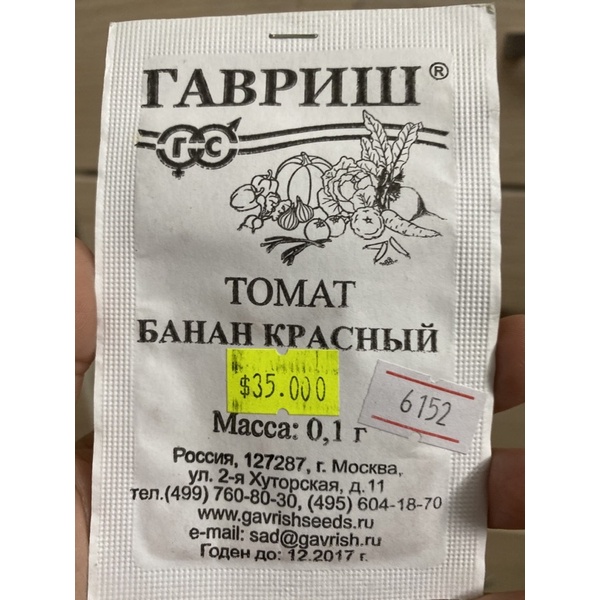 ГАВРИШ®
ГС
ТОМАТ
БАНАН КРАСНЫЙ
$35.000
6152
Масса: 0,1 г
Россия, 127287, г. Москва,
ул. 2-я Хуторская, д.11
тел.(499) 760-80-30, (495) 604-18-70
www.gavrishseeds.ru
e-mail: sad@gavrish.ru
Годен до: 12.2017 г.